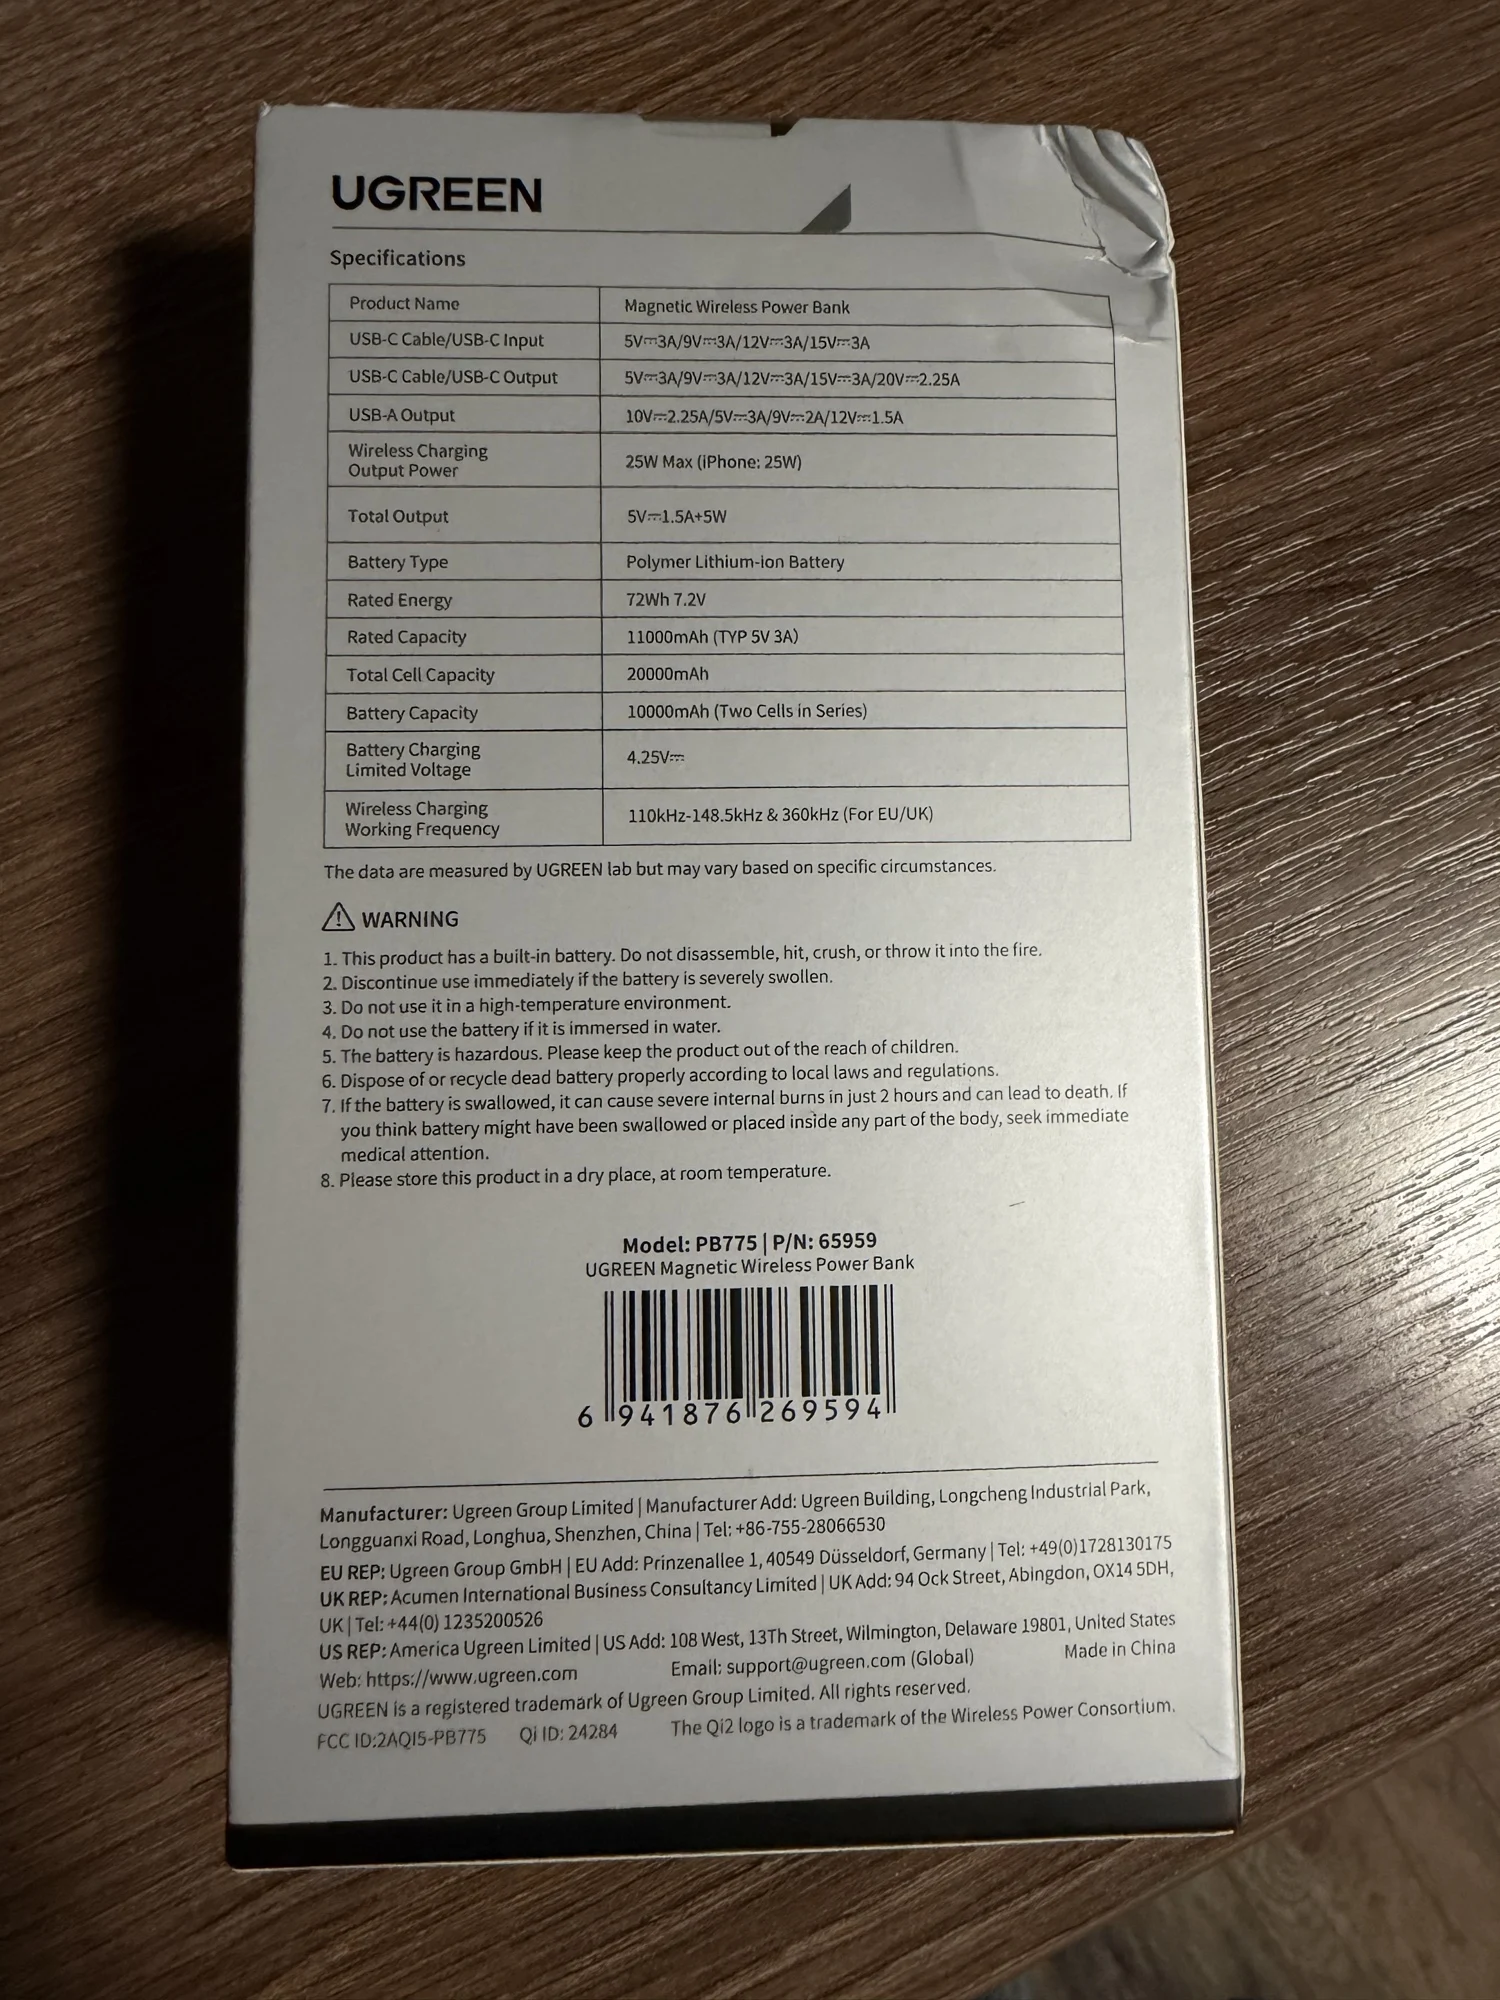 UGREEN
Specifications
Product Name Magnetic Wireless Power Bank
USB-C Cable/USB-C Input 5V⎓3A/9V⎓3A/12V⎓3A/15V⎓3A
USB-C Cable/USB-C Output 5V⎓3A/9V⎓3A/12V⎓3A/15V⎓3A/20V⎓2.25A
USB-A Output 10V⎓2.25A/5V⎓3A/9V⎓2A/12V⎓1.5A
Wireless Charging
Output Power 25W Max (iPhone: 25W)
Total Output 5V⎓1.5A+5W
Battery Type Polymer Lithium-ion Battery
Rated Energy 72Wh 7.2V
Rated Capacity 11000mAh (TYP 5V 3A)
Total Cell Capacity 20000mAh
Battery Capacity 10000mAh (Two Cells in Series)
Battery Charging
Limited Voltage 4.25V⎓
Wireless Charging
Working Frequency 110kHz-148.5kHz & 360kHz (For EU/UK)
The data are measured by UGREEN lab but may vary based on specific circumstances.
⚠ WARNING
1. This product has a built-in battery. Do not disassemble, hit, crush, or throw it into the fire.
2. Discontinue use immediately if the battery is severely swollen.
3. Do not use it in a high-temperature environment.
4. Do not use the battery if it is immersed in water.
5. The battery is hazardous. Please keep the product out of the reach of children.
6. Dispose of or recycle dead battery properly according to local laws and regulations.
7. If the battery is swallowed, it can cause severe internal burns in just 2 hours and can lead to death. If
you think battery might have been swallowed or placed inside any part of the body, seek immediate
medical attention.
8. Please store this product in a dry place, at room temperature.
Model: PB775 | P/N: 65959
UGREEN Magnetic Wireless Power Bank
6 941876 269594
Manufacturer: Ugreen Group Limited | Manufacturer Add: Ugreen Building, Longcheng Industrial Park,
Longguanxi Road, Longhua, Shenzhen, China | Tel: +86-755-28066530
EU REP: Ugreen Group GmbH | EU Add: Prinzenallee 1, 40549 Düsseldorf, Germany | Tel: +49(0)1728130175
UK REP: Acumen International Business Consultancy Limited | UK Add: 94 Ock Street, Abingdon, OX14 5DH,
UK | Tel: +44(0) 1235200526
US REP: America Ugreen Limited | US Add: 108 West, 13Th Street, Wilmington, Delaware 19801, United States
Web: https://www.ugreen.com Email: support@ugreen.com (Global) Made in China
UGREEN is a registered trademark of Ugreen Group Limited. All rights reserved.
FCC ID:2AQI5-PB775 Qi ID: 24284 The Qi2 logo is a trademark of the Wireless Power Consortium.